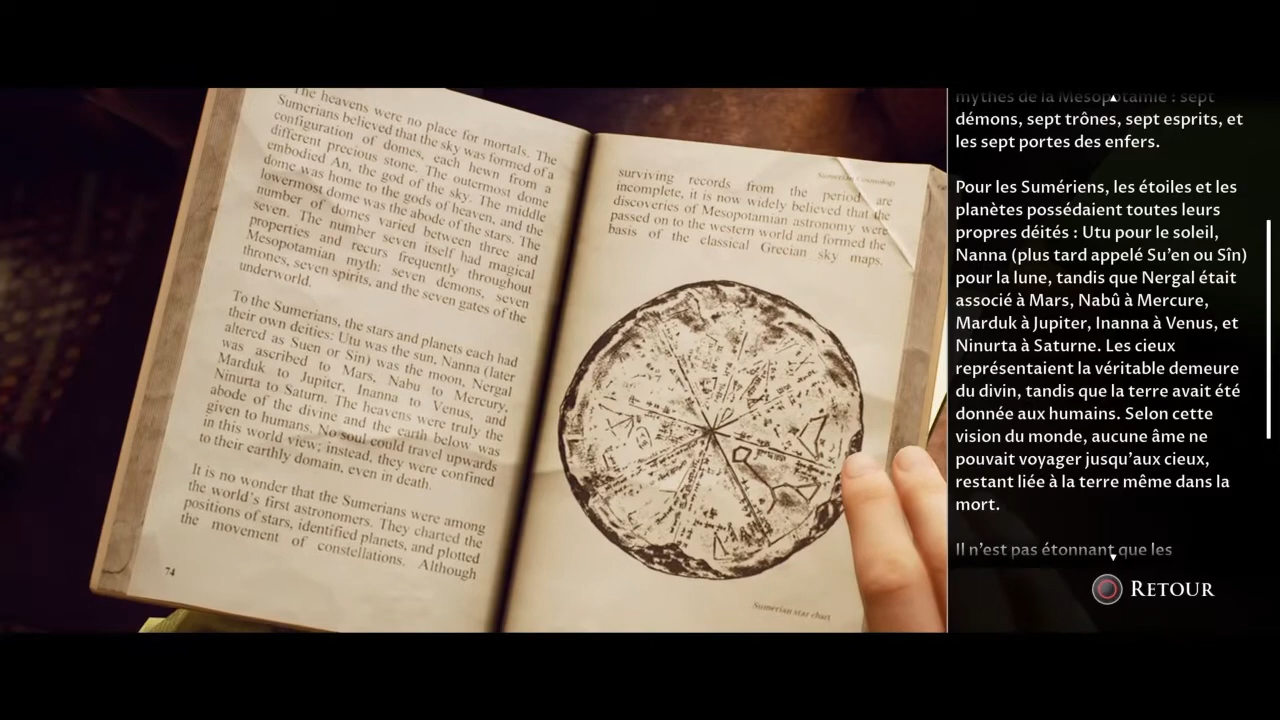 The heavens were no place for mortals. The
Sumerians believed that the sky was formed of a
configuration of domes, each hewn from a
different precious stone. The outermost dome
embodied An, the god of the sky. The middle
dome was home to the gods of heaven, and the
lowermost dome was the abode of the stars. The
number of domes varied between three and
seven. The number seven itself had magical
properties and recurs frequently throughout
Mesopotamian myth: seven demons, seven
thrones, seven spirits, and the seven gates of the
underworld.
To the Sumerians, the stars and planets each had
their own deities: Utu was the sun, Nanna (later
altered as Suen or Sin) was the moon, Nergal
was ascribed to Mars, Nabu to Mercury,
Marduk to Jupiter, Inanna to Venus, and
Ninurta to Saturn. The heavens were truly the
abode of the divine and the earth below was
given to humans. No soul could travel upwards
in this world view; instead, they were confined
to their earthly domain, even in death.
It is no wonder that the Sumerians were among
the world's first astronomers. They charted the
positions of stars, identified planets, and plotted
the movement of constellations. Although
74
Sumerian Cosmology
surviving records from the period are
incomplete, it is now widely believed that the
discoveries of Mesopotamian astronomy were
passed on to the western world and formed the
basis of the classical Grecian sky maps.
Sumerian star chart
mythes de la Mésopotamie : sept
démons, sept trônes, sept esprits, et
les sept portes des enfers.
Pour les Sumériens, les étoiles et les
planètes possédaient toutes leurs
propres déités : Utu pour le soleil,
Nanna (plus tard appelé Su'en ou Sîn)
pour la lune, tandis que Nergal était
associé à Mars, Nabû à Mercure,
Marduk à Jupiter, Inanna à Venus, et
Ninurta à Saturne. Les cieux
représentaient la véritable demeure
du divin, tandis que la terre avait été
donnée aux humains. Selon cette
vision du monde, aucune âme ne
pouvait voyager jusqu'aux cieux,
restant liée à la terre même dans la
mort.
Il n'est pas étonnant que les
RETOUR